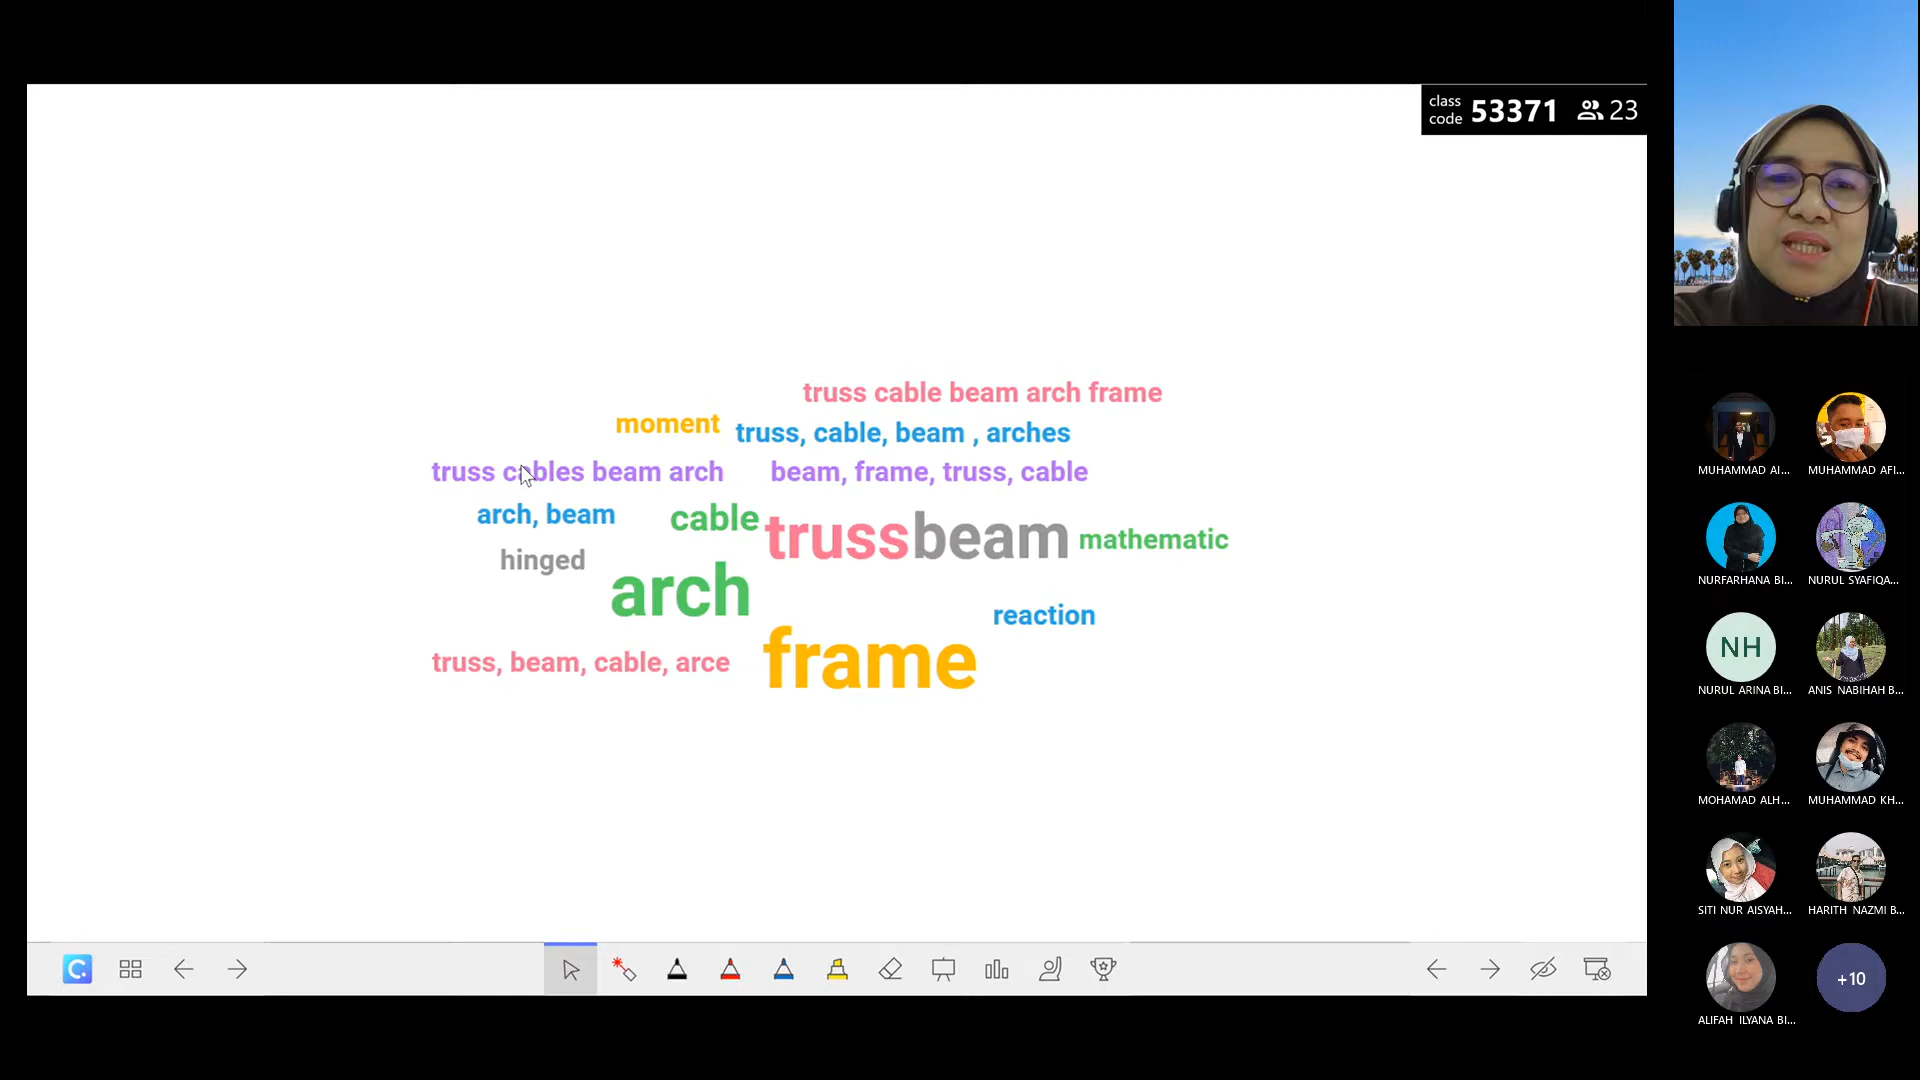 class
code 53371 23
truss cable beam arch frame
moment
truss, cable, beam , arches
truss cables beam arch
beam, frame, truss, cable
arch, beam
cable
truss
beam
mathematic
hinged
arch
reaction
truss, beam, cable, arce
frame
MUHAMMAD AI...
MUHAMMAD AFI...
NURFARHANA BI...
NURUL SYAFIQA...
NH
NURUL ARINA BI...
ANIS NABIHAH B...
MOHAMAD ALH...
MUHAMMAD KH...
SITI NUR AISYAH...
HARITH NAZMI B...
ALIFAH ILYANA BI...
+10